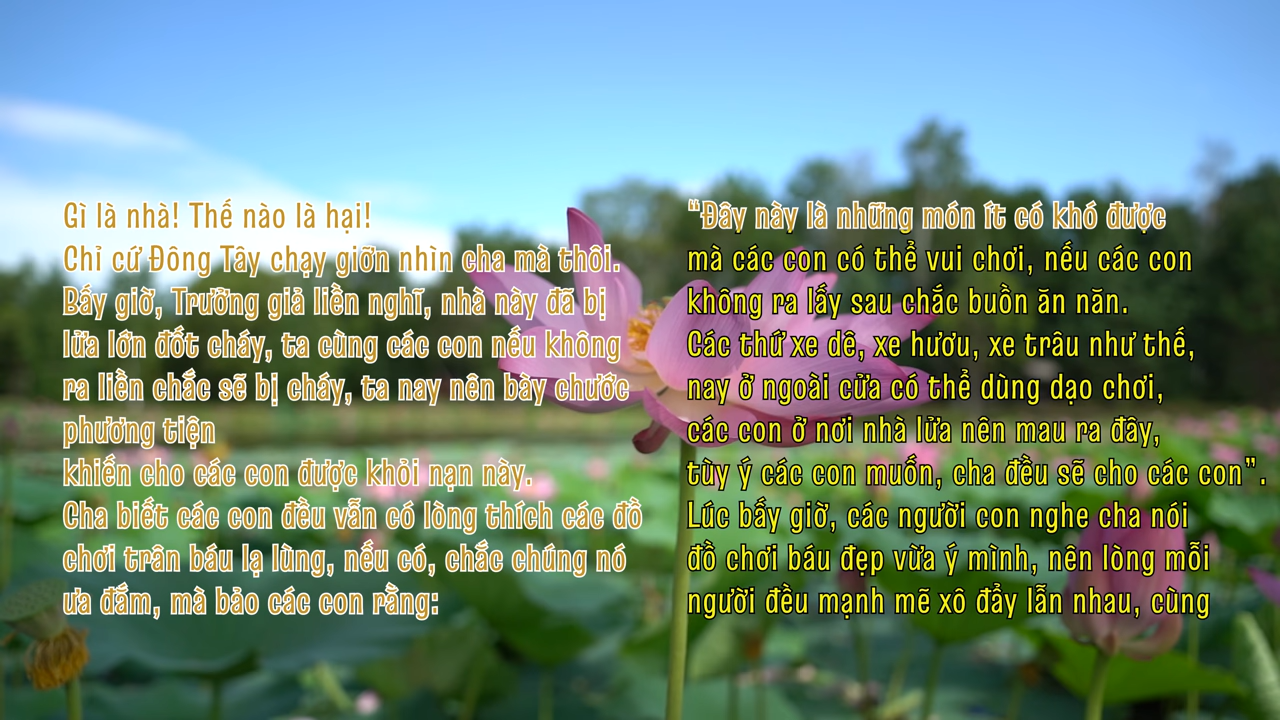 Gì là nhà! Thế nào là hại!
Chỉ cứ Đông Tây chạy giỡn nhìn cha mà thôi.
Bấy giờ, Trưởng giả liền nghĩ, nhà này đã bị
lửa lớn đốt cháy, ta cùng các con nếu không
ra liền chắc sẽ bị cháy, ta nay nên bày chước
phương tiện
khiến cho các con được khỏi nạn này.
Cha biết các con đều vẫn có lòng thích các đồ
chơi trân báu lạ lùng, nếu có, chắc chúng nó
ưa đắm, mà bảo các con rằng:
“Đây này là những món ít có khó được
mà các con có thể vui chơi, nếu các con
không ra lấy sau chắc buồn ăn năn.
Các thứ xe dê, xe hươu, xe trâu như thế,
nay ở ngoài cửa có thể dùng dạo chơi,
các con ở nơi nhà lửa nên mau ra đây,
tùy ý các con muốn, cha đều sẽ cho các con”.
Lúc bấy giờ, các người con nghe cha nói
đồ chơi báu đẹp vừa ý mình, nên lòng mỗi
người đều mạnh mẽ xô đẩy lẫn nhau, cùng